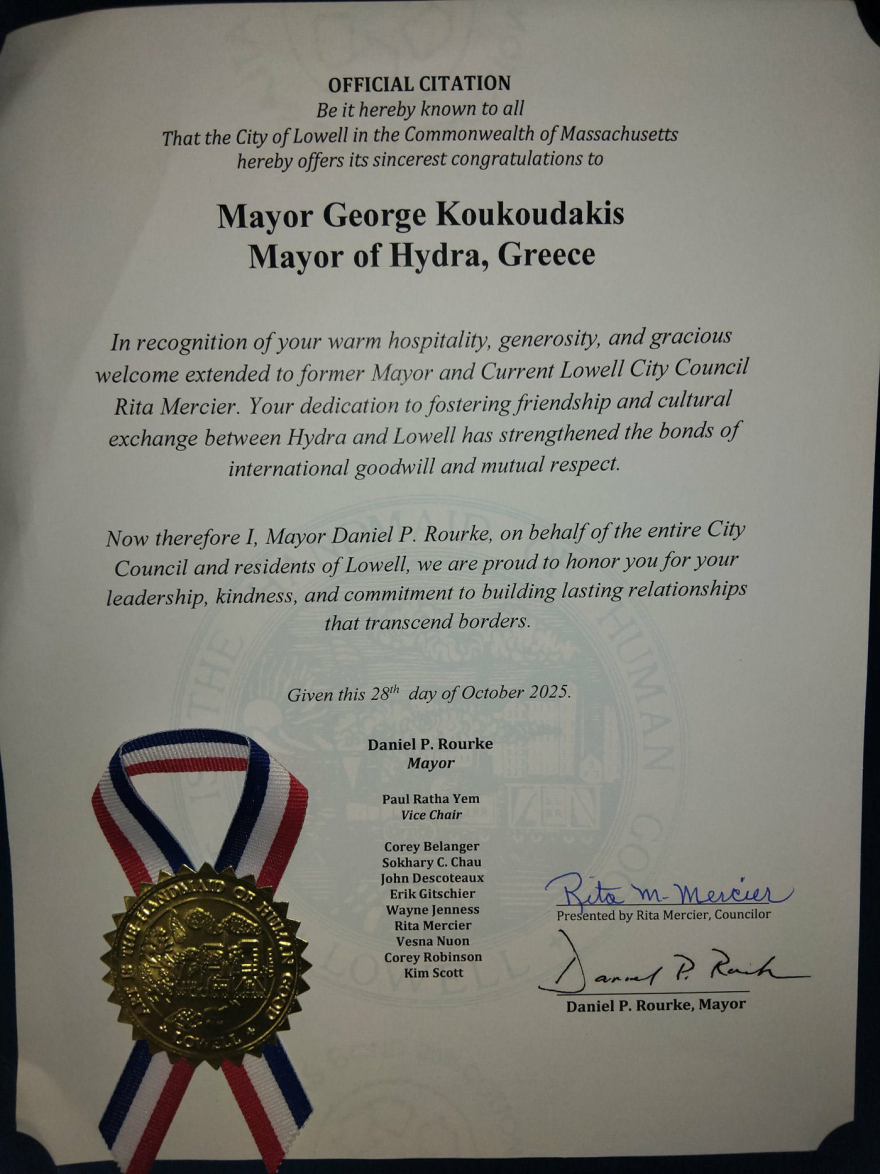 OFFICIAL CITATION
Be it hereby known to all
That the City of Lowell in the Commonwealth of Massachusetts
hereby offers its sincerest congratulations to
Mayor George Koukoudakis
Mayor of Hydra, Greece
In recognition of your warm hospitality, generosity, and gracious
welcome extended to former Mayor and Current Lowell City Council
Rita Mercier. Your dedication to fostering friendship and cultural
exchange between Hydra and Lowell has strengthened the bonds of
international goodwill and mutual respect.
Now therefore I, Mayor Daniel P. Rourke, on behalf of the entire City
Council and residents of Lowell, we are proud to honor you for your
leadership, kindness, and commitment to building lasting relationships
that transcend borders.
Given this 28th day of October 2025.
Daniel P. Rourke
Mayor
Paul Ratha Yem
Vice Chair
Corey Belanger
Sokhary C. Chau
John Descoteaux
Erik Gitschier
Wayne Jenness
Rita Mercier
Vesna Nuon
Corey Robinson
Kim Scott
Rita M. Mercier
Presented by Rita Mercier, Councilor
Daniel P. Rourke, Mayor
ART IS THE HANDMAID OF HUMAN GOOD
LOWELL